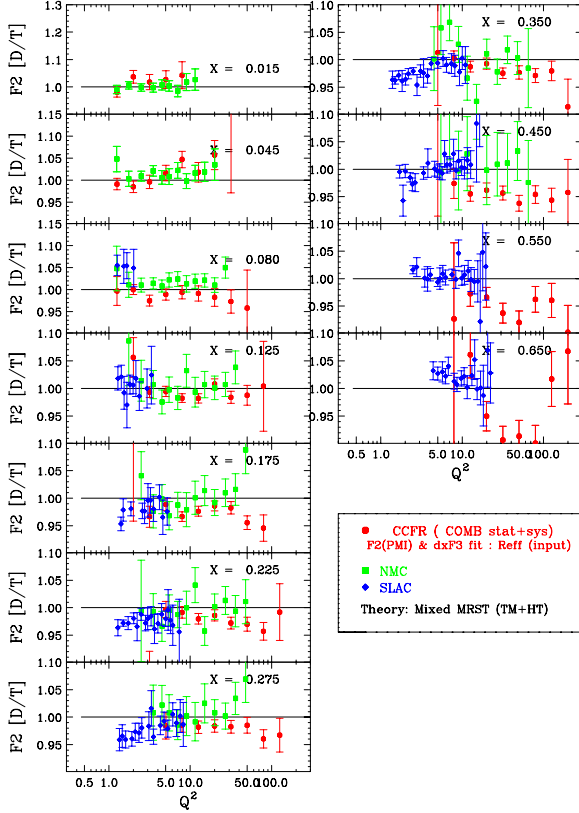 1.3
1.2
1.1
1.0
F2 [D/T]
X = 0.015
1.15
1.10
1.05
1.00
F2 [D/T]
X = 0.045
1.10
1.05
1.00
0.95
F2 [D/T]
X = 0.080
1.10
1.05
1.00
0.95
F2 [D/T]
X = 0.125
1.10
1.05
1.00
0.95
F2 [D/T]
X = 0.175
1.10
1.05
1.00
0.95
F2 [D/T]
X = 0.225
1.10
1.05
1.00
0.95
F2 [D/T]
X = 0.275
0.5 1.0 5.0 10.0 50.0 100.0
Q2
1.10
1.05
1.00
0.95
X = 0.350
1.10
1.05
1.00
0.95
X = 0.450
1.10
1.05
1.00
0.95
X = 0.550
1.10
1.05
1.00
0.95
X = 0.650
0.5 1.0 5.0 10.0 50.0 100.0
Q2
CCFR ( COMB stat+sys)
F2(PMI) & dxF3 fit : Reff (input)
NMC
SLAC
Theory: Mixed MRST (TM+HT)